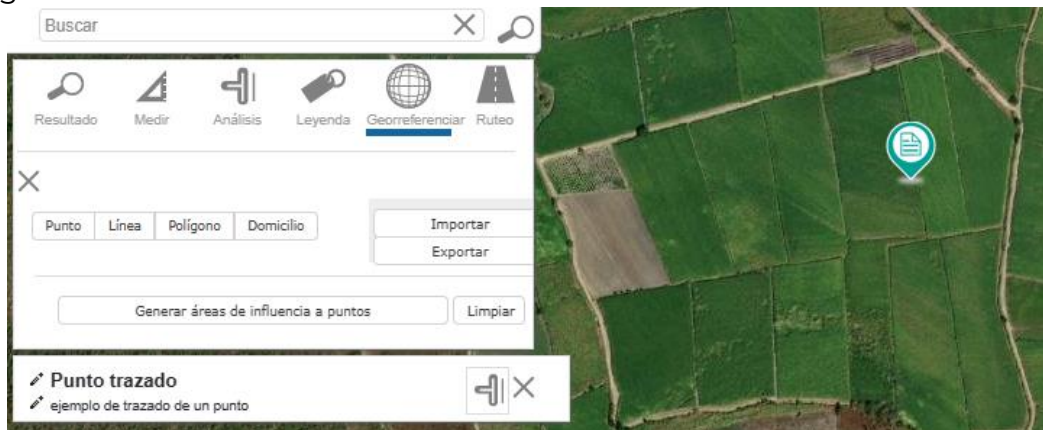 Buscar
Resultado Medir Análisis Leyenda Georreferenciar Ruteo
Punto Línea Polígono Domicilio Importar
Exportar
Generar áreas de influencia a puntos Limpiar
Punto trazado
ejemplo de trazado de un punto